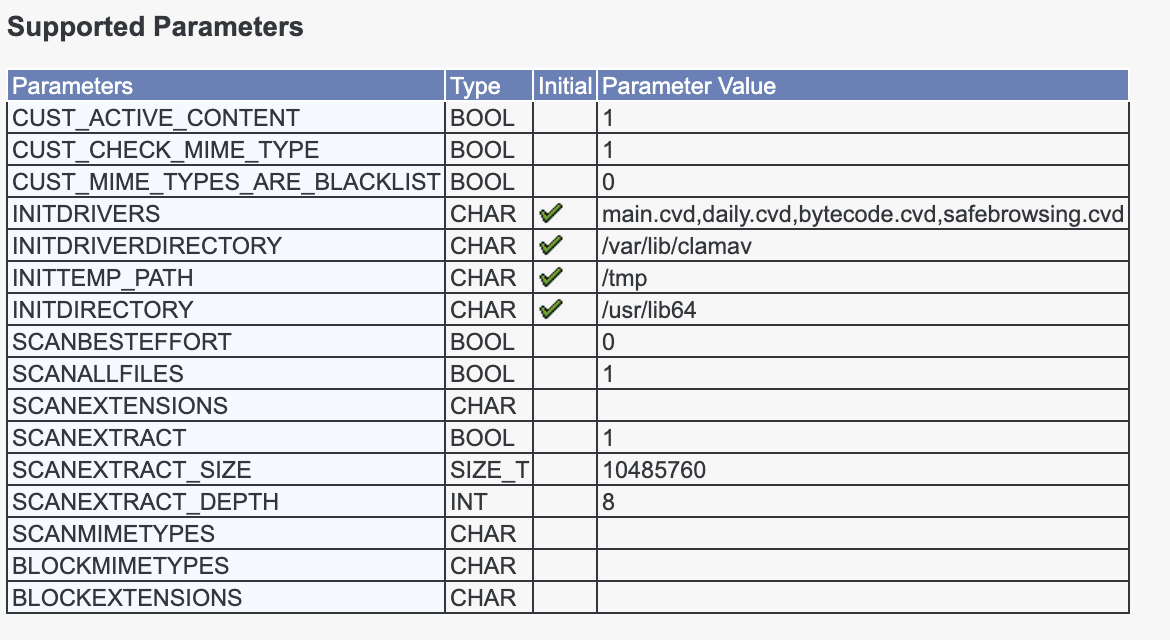 Supported Parameters
Parameters Type Initial Parameter Value
CUST_ACTIVE_CONTENT BOOL 1
CUST_CHECK_MIME_TYPE BOOL 1
CUST_MIME_TYPES_ARE_BLACKLIST BOOL 0
INITDRIVERS CHAR main.cvd,daily.cvd,bytecode.cvd,safebrowsing.cvd
INITDRIVERDIRECTORY CHAR /var/lib/clamav
INITTEMP_PATH CHAR /tmp
INITDIRECTORY CHAR /usr/lib64
SCANBESTEFFORT BOOL 0
SCANALLFILES BOOL 1
SCANEXTENSIONS CHAR
SCANEXTRACT BOOL 1
SCANEXTRACT_SIZE SIZE_T 10485760
SCANEXTRACT_DEPTH INT 8
SCANMIMETYPES CHAR
BLOCKMIMETYPES CHAR
BLOCKEXTENSIONS CHAR